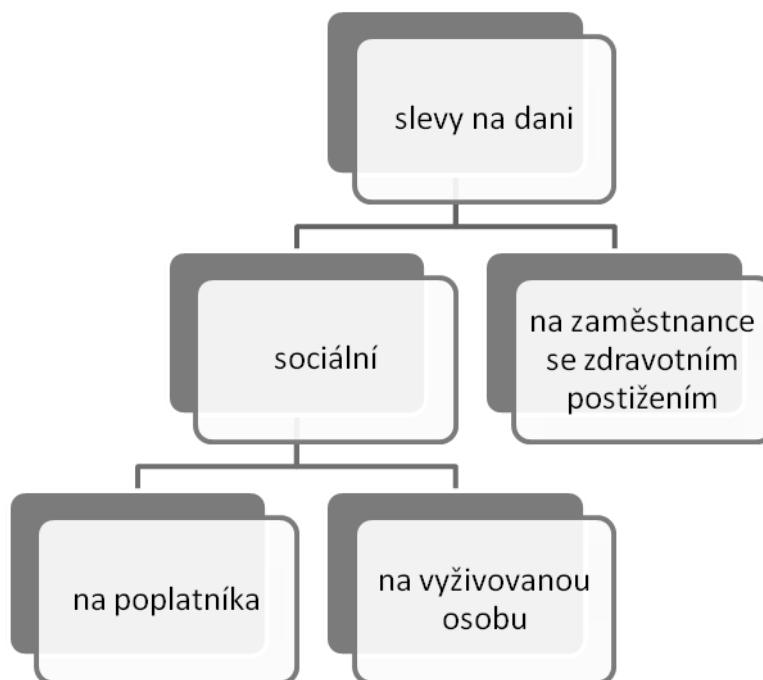 slevy na dani
sociální
na zaměstnance
se zdravotním
postižením
na poplatníka
na vyživovanou
osobu